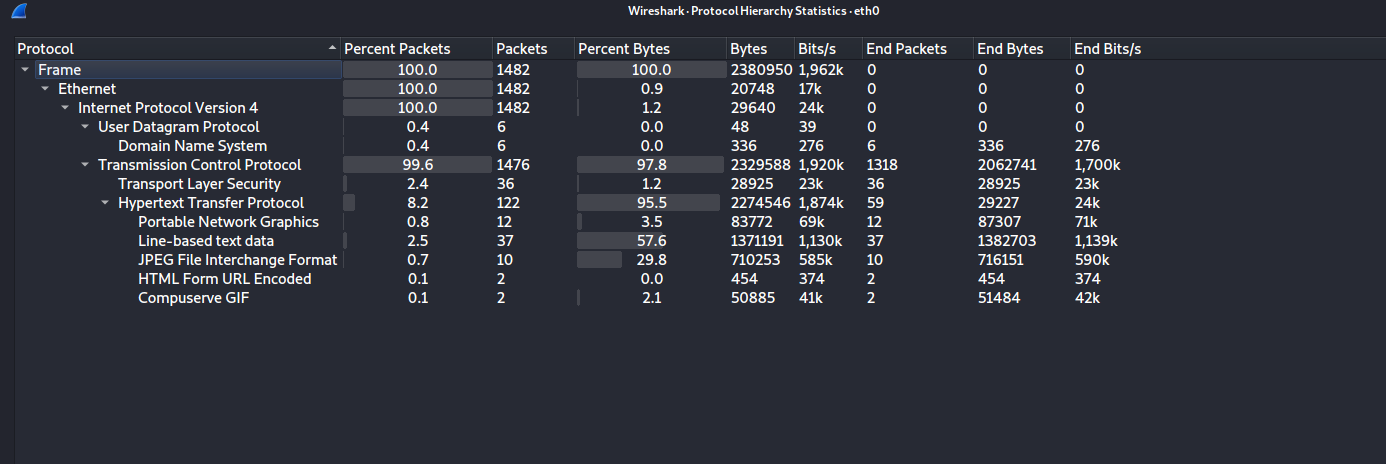 Wireshark · Protocol Hierarchy Statistics · eth0
Protocol Percent Packets Packets Percent Bytes Bytes Bits/s End Packets End Bytes End Bits/s
Frame 100.0 1482 100.0 2380950 1,962k 0 0 0
Ethernet 100.0 1482 0.9 20748 17k 0 0 0
Internet Protocol Version 4 100.0 1482 1.2 29640 24k 0 0 0
User Datagram Protocol 0.4 6 0.0 48 39 0 0 0
Domain Name System 0.4 6 0.0 336 276 6 336 276
Transmission Control Protocol 99.6 1476 97.8 2329588 1,920k 1318 2062741 1,700k
Transport Layer Security 2.4 36 1.2 28925 23k 36 28925 23k
Hypertext Transfer Protocol 8.2 122 95.5 2274546 1,874k 59 29227 24k
Portable Network Graphics 0.8 12 3.5 83772 69k 12 87307 71k
Line-based text data 2.5 37 57.6 1371191 1,130k 37 1382703 1,139k
JPEG File Interchange Format 0.7 10 29.8 710253 585k 10 716151 590k
HTML Form URL Encoded 0.1 2 0.0 454 374 2 454 374
Compuserve GIF 0.1 2 2.1 50885 41k 2 51484 42k